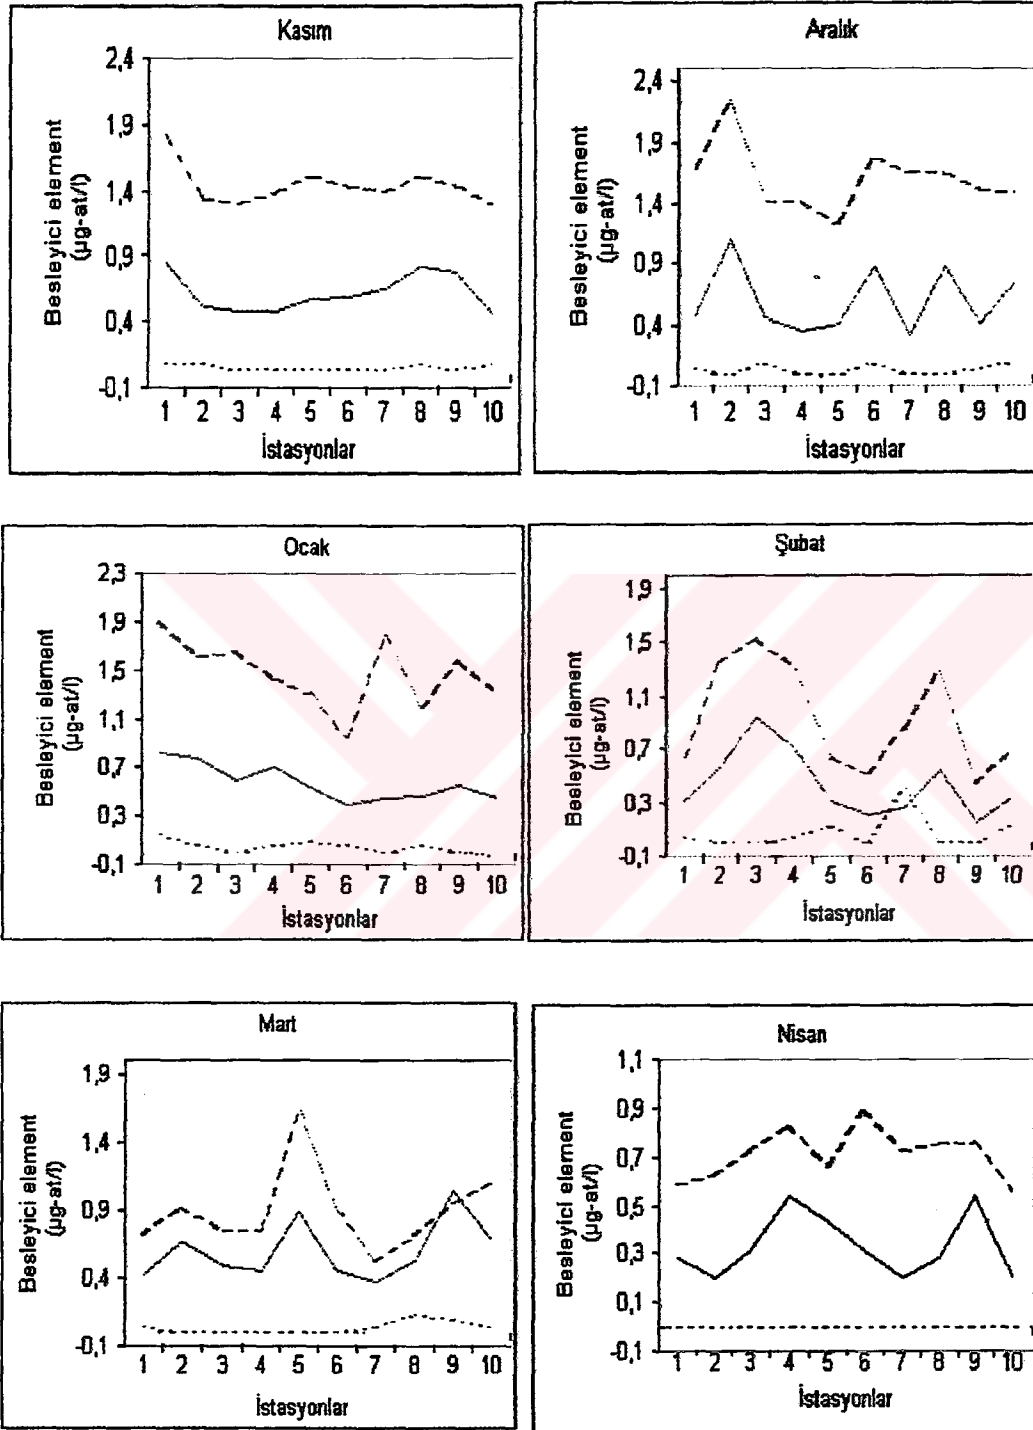 Kasım
2,4
1,9
1,4
0,9
0,4
-0,1
Besleyici element
(µg-at/l)
1 2 3 4 5 6 7 8 9 10
İstasyonlar
Aralık
2,4
1,9
1,4
0,9
0,4
-0,1
Besleyici element
(µg-at/l)
1 2 3 4 5 6 7 8 9 10
İstasyonlar
Ocak
2,3
1,9
1,5
1,1
0,7
0,3
-0,1
Besleyici element
(µg-at/l)
1 2 3 4 5 6 7 8 9 10
İstasyonlar
Şubat
1,9
1,5
1,1
0,7
0,3
-0,1
Besleyici element
(µg-at/l)
1 2 3 4 5 6 7 8 9 10
İstasyonlar
Mart
1,9
1,4
0,9
0,4
-0,1
Besleyici element
(µg-at/l)
1 2 3 4 5 6 7 8 9 10
İstasyonlar
Nisan
1,1
0,9
0,7
0,5
0,3
0,1
-0,1
Besleyici element
(µg-at/l)
1 2 3 4 5 6 7 8 9 10
İstasyonlar